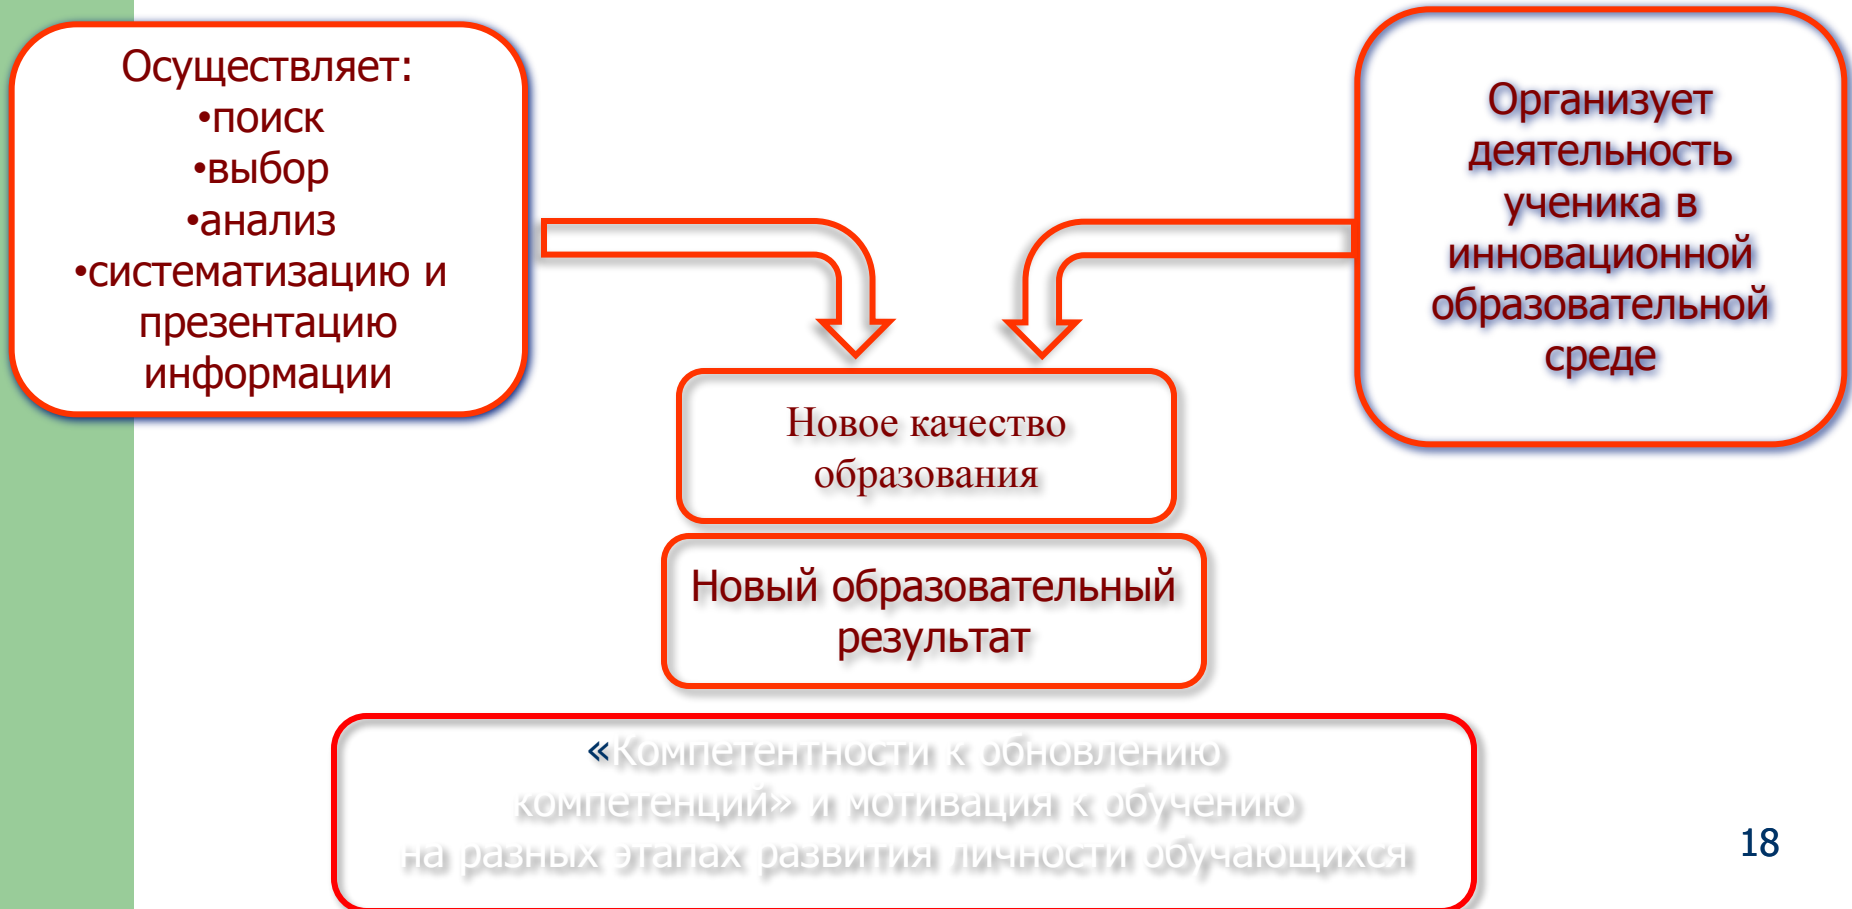 Осуществляет:
•поиск
•выбор
•анализ
•систематизацию и
презентацию
информации
Организует
деятельность
ученика в
инновационной
образовательной
среде
Новое качество
образования
Новый образовательный
результат
«Компетентности к обновлению
компетенций» и мотивация к обучению
на разных этапах развития личности обучающихся
18